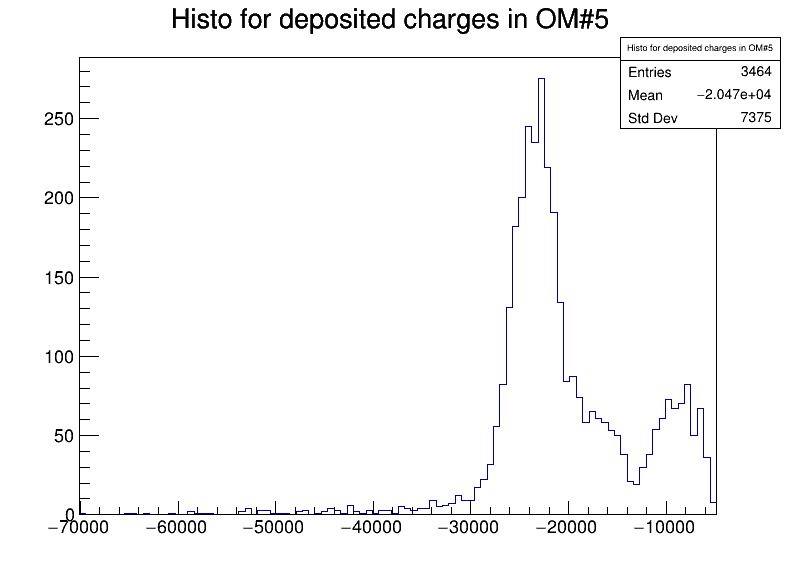 Histo for deposited charges in OM#5
Histo for deposited charges in OM#5
Entries 3464
Mean −2.047e+04
Std Dev 7375
250
200
150
100
50
0
−70000 −60000 −50000 −40000 −30000 −20000 −10000